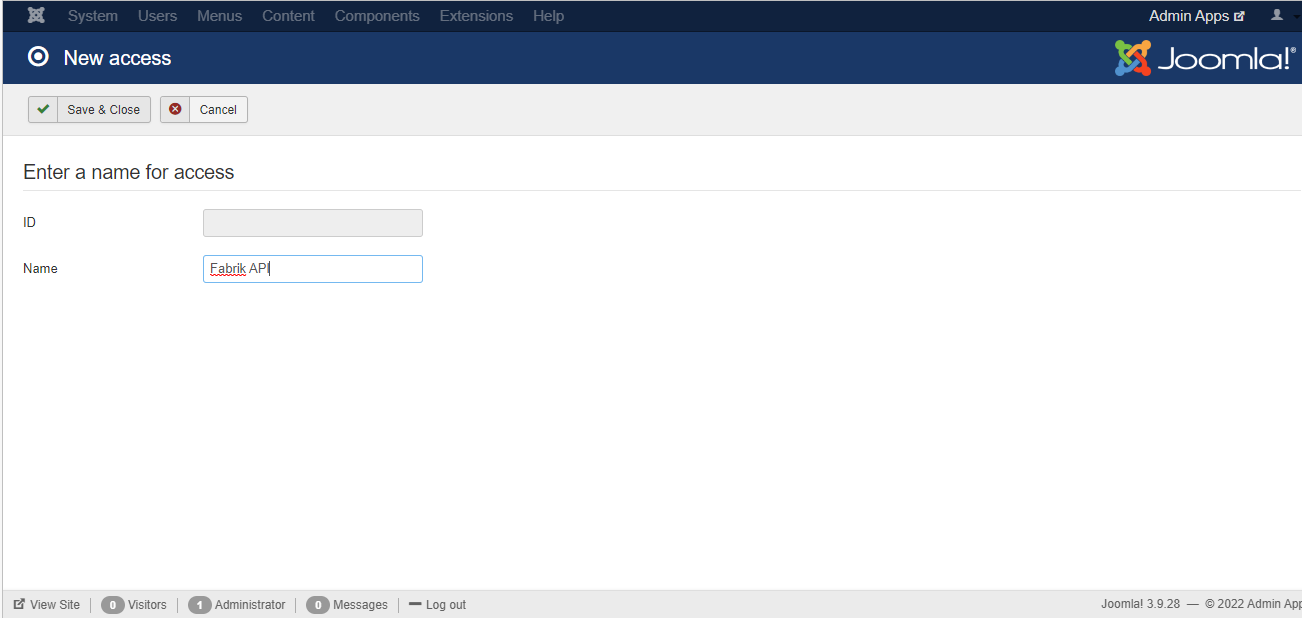 System Users Menus Content Components Extensions Help Admin Apps
New access Joomla!®
Save & Close Cancel
Enter a name for access
ID
Name Fabrik API
View Site 0 Visitors 1 Administrator 0 Messages Log out Joomla! 3.9.28 — © 2022 Admin App